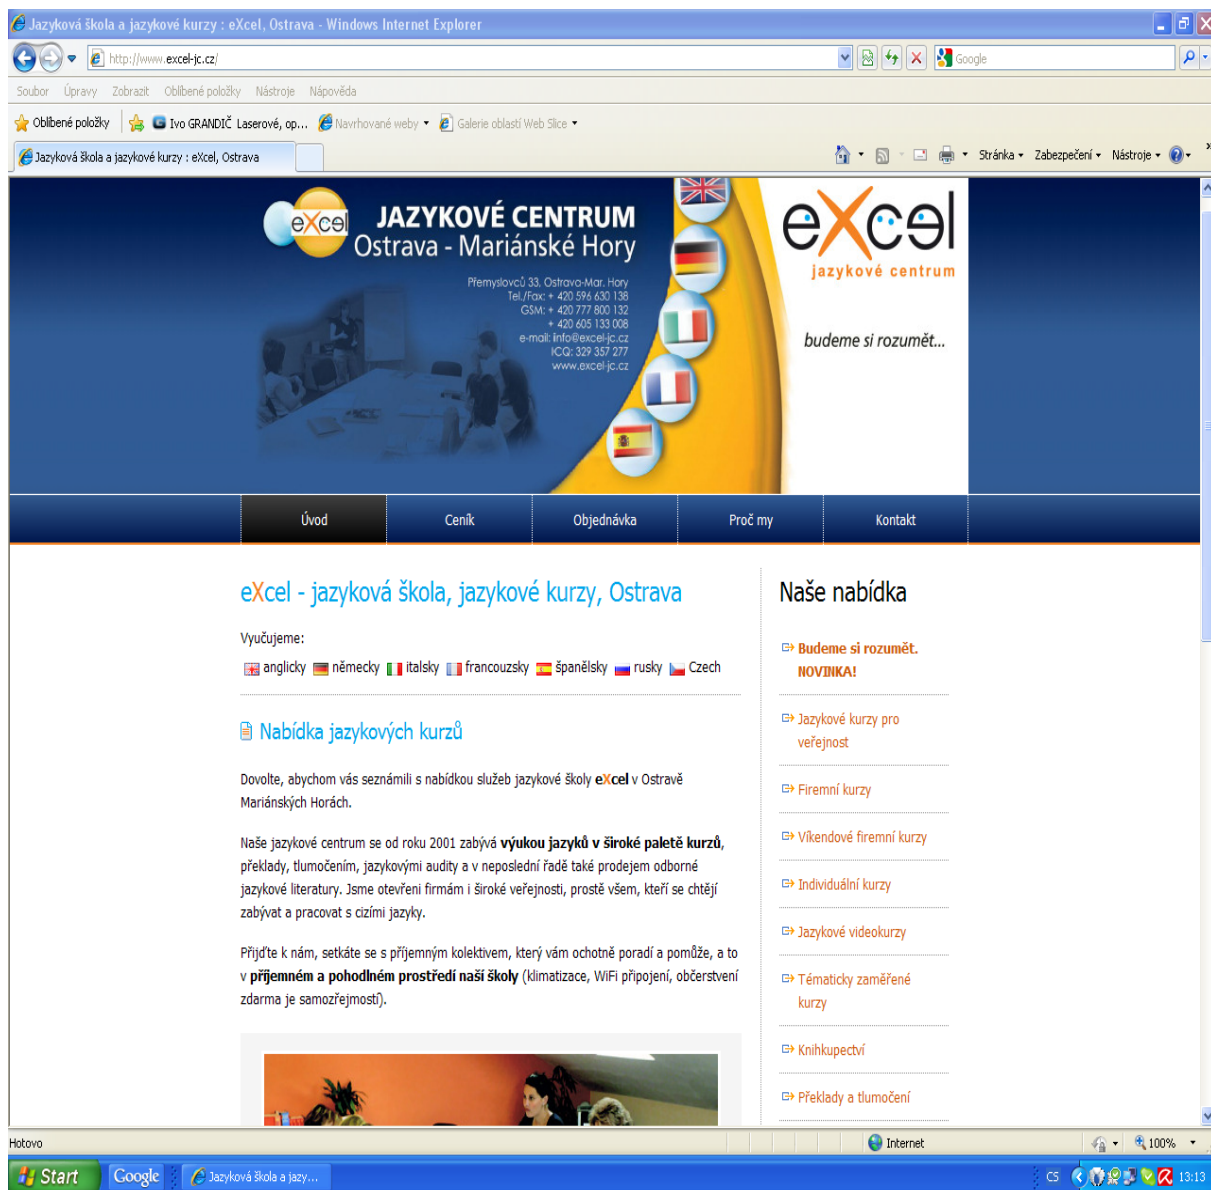 Jazyková škola a jazykové kurzy : eXcel, Ostrava - Windows Internet Explorer
http://www.excel-jc.cz/
Google
Soubor Úpravy Zobrazit Oblíbené položky Nástroje Nápověda
Oblíbené položky Ivo GRANDIČ Laserové, op... Navrhované weby Galerie oblastí Web Slice
Jazyková škola a jazykové kurzy : eXcel, Ostrava
Stránka Zabezpečení Nástroje
eXcel
JAZYKOVÉ CENTRUM
Ostrava - Mariánské Hory
Přemyslovců 33, Ostrava-Mar. Hory
Tel./Fax: + 420 596 630 138
GSM: + 420 777 800 132
+ 420 605 133 008
e-mail: info@excel-jc.cz
ICQ: 329 357 277
www.excel-jc.cz
eXcel
jazykové centrum
budeme si rozumět...
Úvod Ceník Objednávka Proč my Kontakt
eXcel - jazyková škola, jazykové kurzy, Ostrava
Vyučujeme:
anglicky německy italsky francouzsky španělsky rusky Czech
Nabídka jazykových kurzů
Dovolte, abychom vás seznámili s nabídkou služeb jazykové školy eXcel v Ostravě
Mariánských Horách.
Naše jazykové centrum se od roku 2001 zabývá výukou jazyků v široké paletě kurzů,
překlady, tlumočením, jazykovými audity a v neposlední řadě také prodejem odborné
jazykové literatury. Jsme otevřeni firmám i široké veřejnosti, prostě všem, kteří se chtějí
zabývat a pracovat s cizími jazyky.
Přijďte k nám, setkáte se s příjemným kolektivem, který vám ochotně poradí a pomůže, a to
v příjemném a pohodlném prostředí naší školy (klimatizace, WiFi připojení, občerstvení
zdarma je samozřejmostí).
Naše nabídka
Budeme si rozumět.
NOVINKA!
Jazykové kurzy pro
veřejnost
Firemní kurzy
Víkendové firemní kurzy
Individuální kurzy
Jazykové videokurzy
Tématicky zaměřené
kurzy
Knihkupectví
Překlady a tlumočení
Hotovo
Internet
100%
Start
Google
Jazyková škola a jazy...
CS
13:13